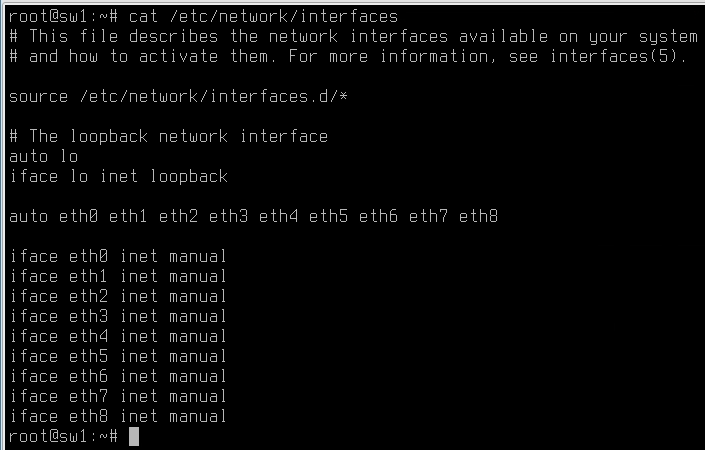 root@sw1:~# cat /etc/network/interfaces
# This file describes the network interfaces available on your system
# and how to activate them. For more information, see interfaces(5).
source /etc/network/interfaces.d/*
# The loopback network interface
auto lo
iface lo inet loopback
auto eth0 eth1 eth2 eth3 eth4 eth5 eth6 eth7 eth8
iface eth0 inet manual
iface eth1 inet manual
iface eth2 inet manual
iface eth3 inet manual
iface eth4 inet manual
iface eth5 inet manual
iface eth6 inet manual
iface eth7 inet manual
iface eth8 inet manual
root@sw1:~#